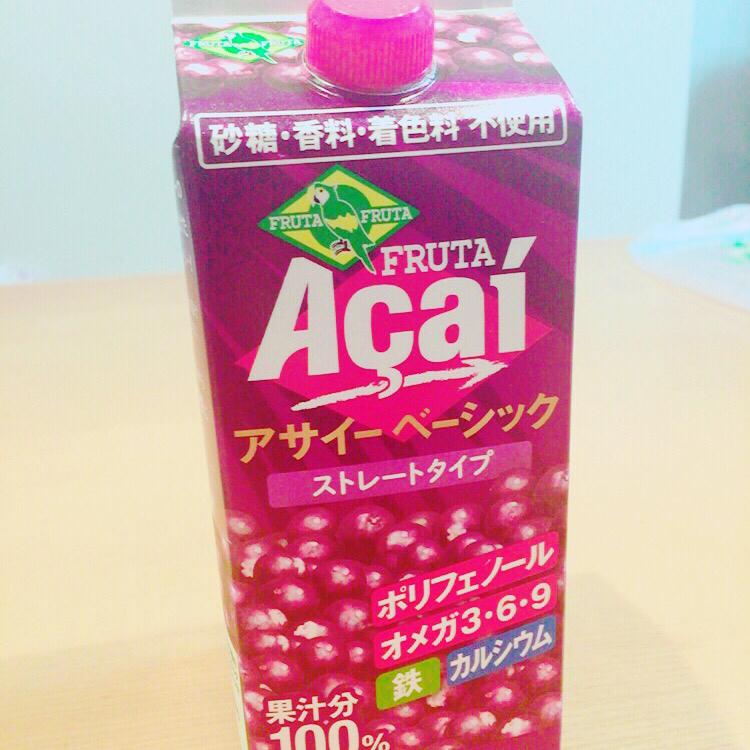 FRUTA FRUTA
砂糖・香料・着色料 不使用
FRUTA FRUTA
FRUTA
Açaí
アサイーベーシック
ストレートタイプ
ポリフェノール
オメガ3・6・9
鉄 カルシウム
果汁分
100%